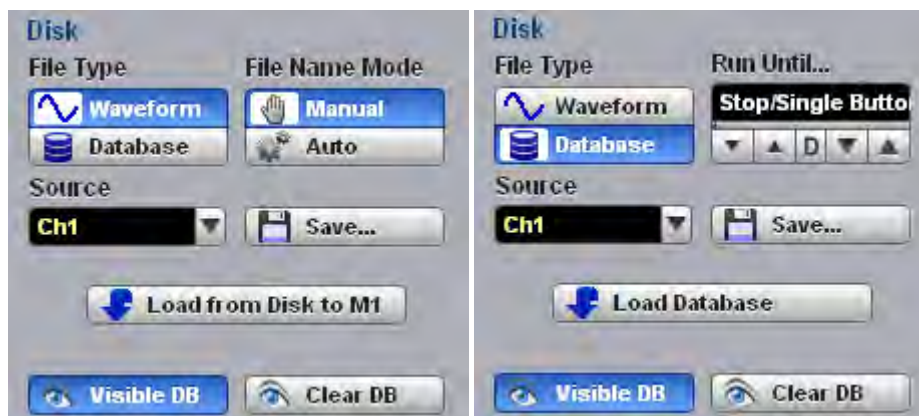 Disk
File Type
File Name Mode
Waveform
Manual
Database
Auto
Source
Ch1
Save...
Load from Disk to M1
Visible DB
Clear DB
Disk
File Type
Run Until...
Waveform
Stop/Single Butto
Database
D
Source
Ch1
Save...
Load Database
Visible DB
Clear DB